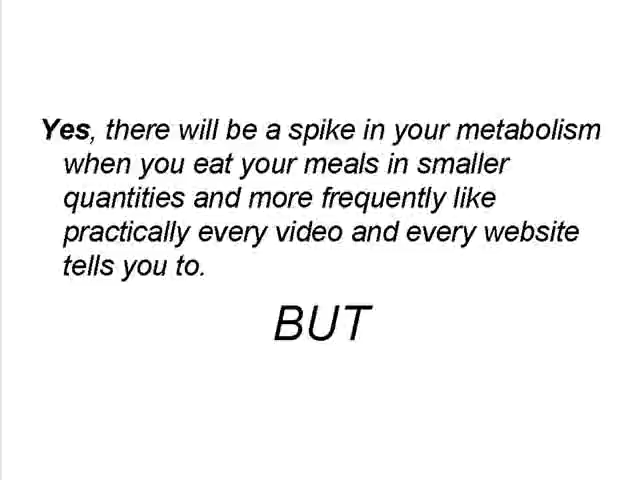 Yes, there will be a spike in your metabolism
when you eat your meals in smaller
quantities and more frequently like
practically every video and every website
tells you to.
BUT